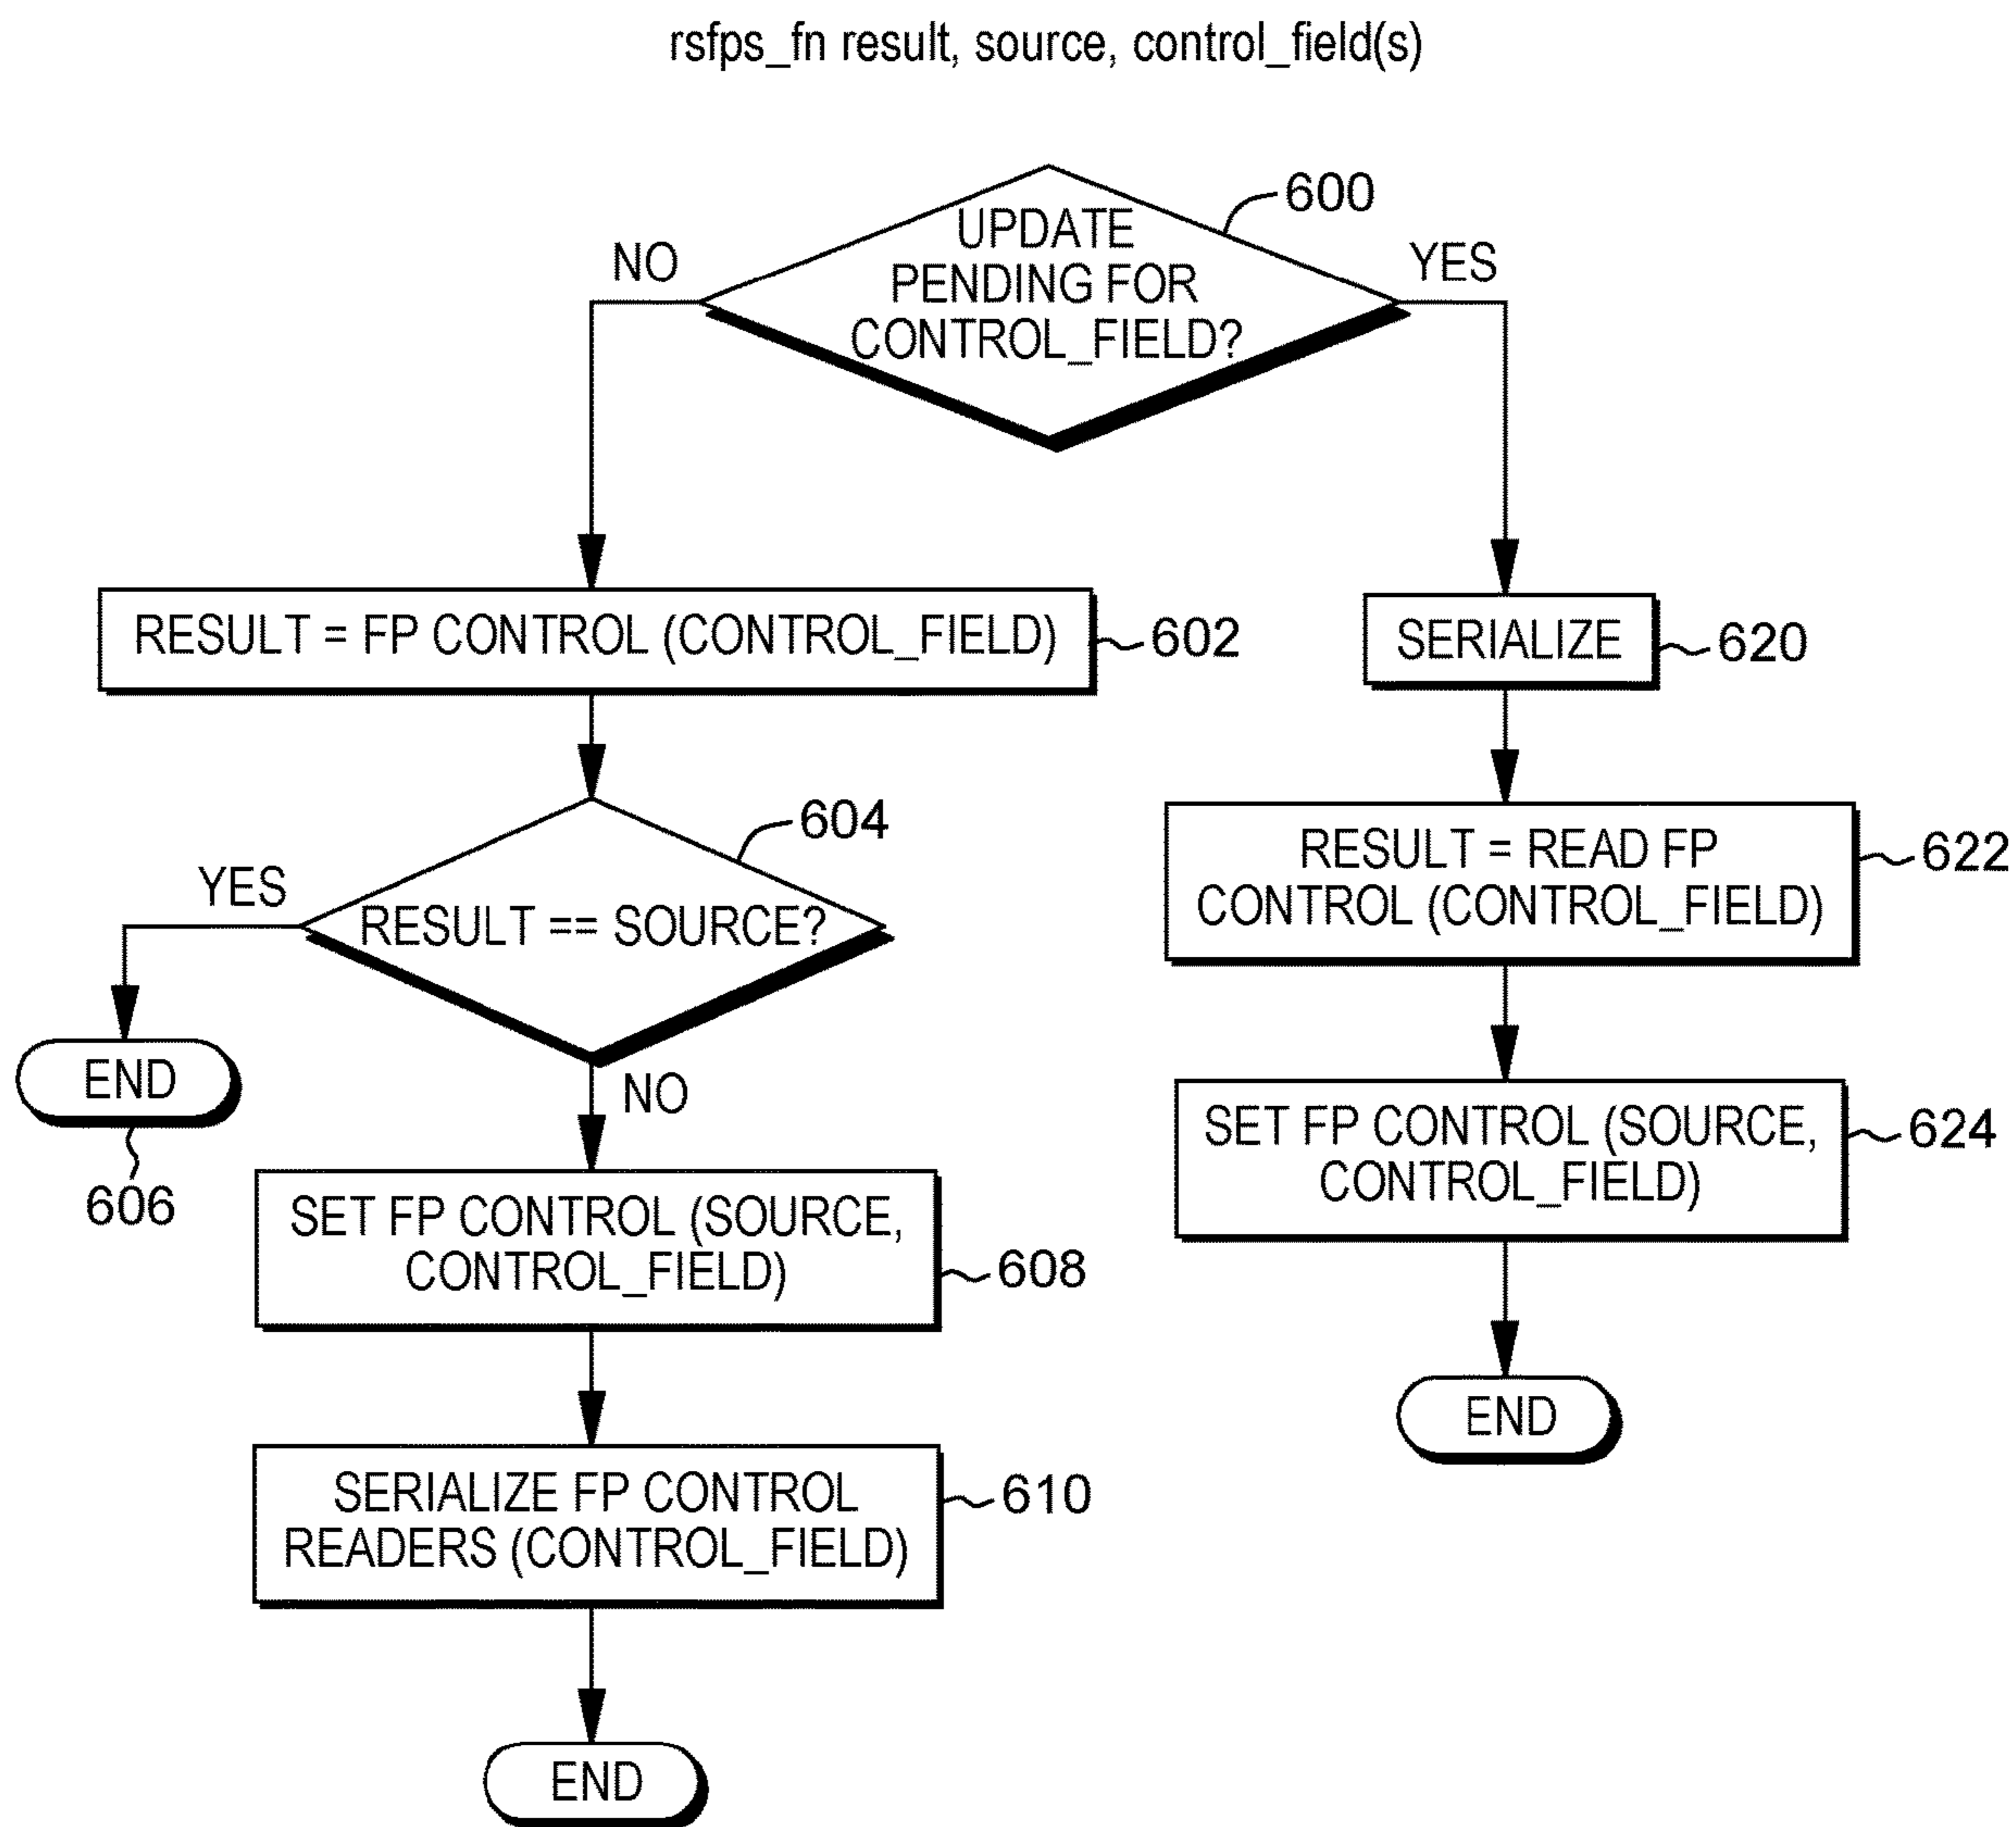 rsfps_fn result, source, control_field(s)
600
UPDATE
PENDING FOR
CONTROL_FIELD?
NO
YES
RESULT = FP CONTROL (CONTROL_FIELD)
602
SERIALIZE
620
604
RESULT == SOURCE?
YES
NO
END
606
RESULT = READ FP
CONTROL (CONTROL_FIELD)
622
SET FP CONTROL (SOURCE,
CONTROL_FIELD)
608
SET FP CONTROL (SOURCE,
CONTROL_FIELD)
624
SERIALIZE FP CONTROL
READERS (CONTROL_FIELD)
610
END
END